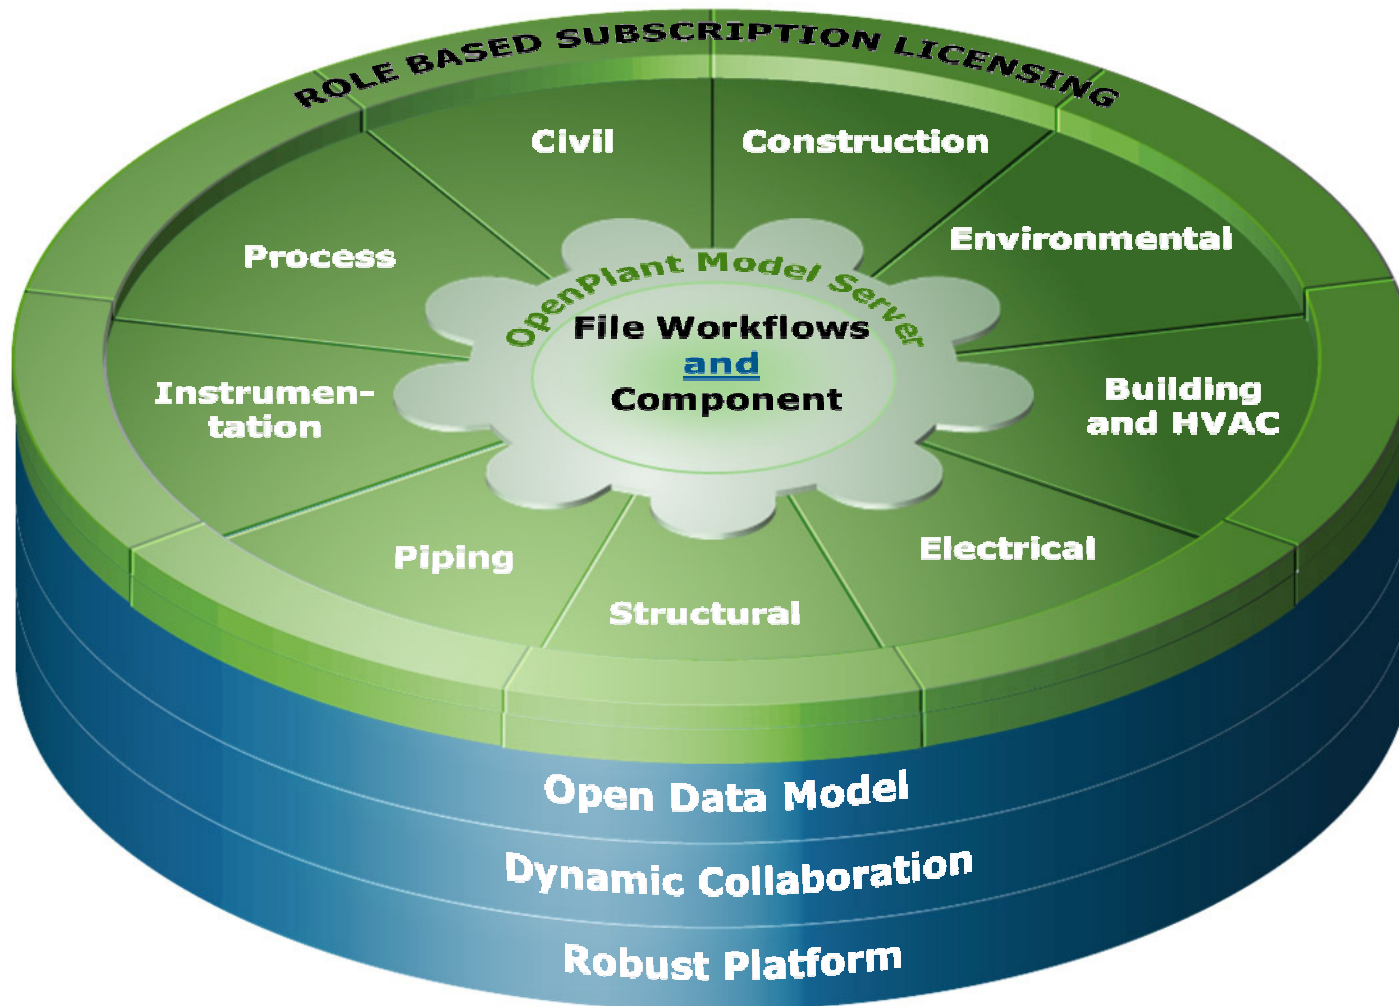 ROLE BASED SUBSCRIPTION LICENSING
Civil
Construction
Process
Environmental
OpenPlant Model Server
File Workflows
and
Component
Instrumen-
tation
Building
and HVAC
Piping
Electrical
Structural
Open Data Model
Dynamic Collaboration
Robust Platform